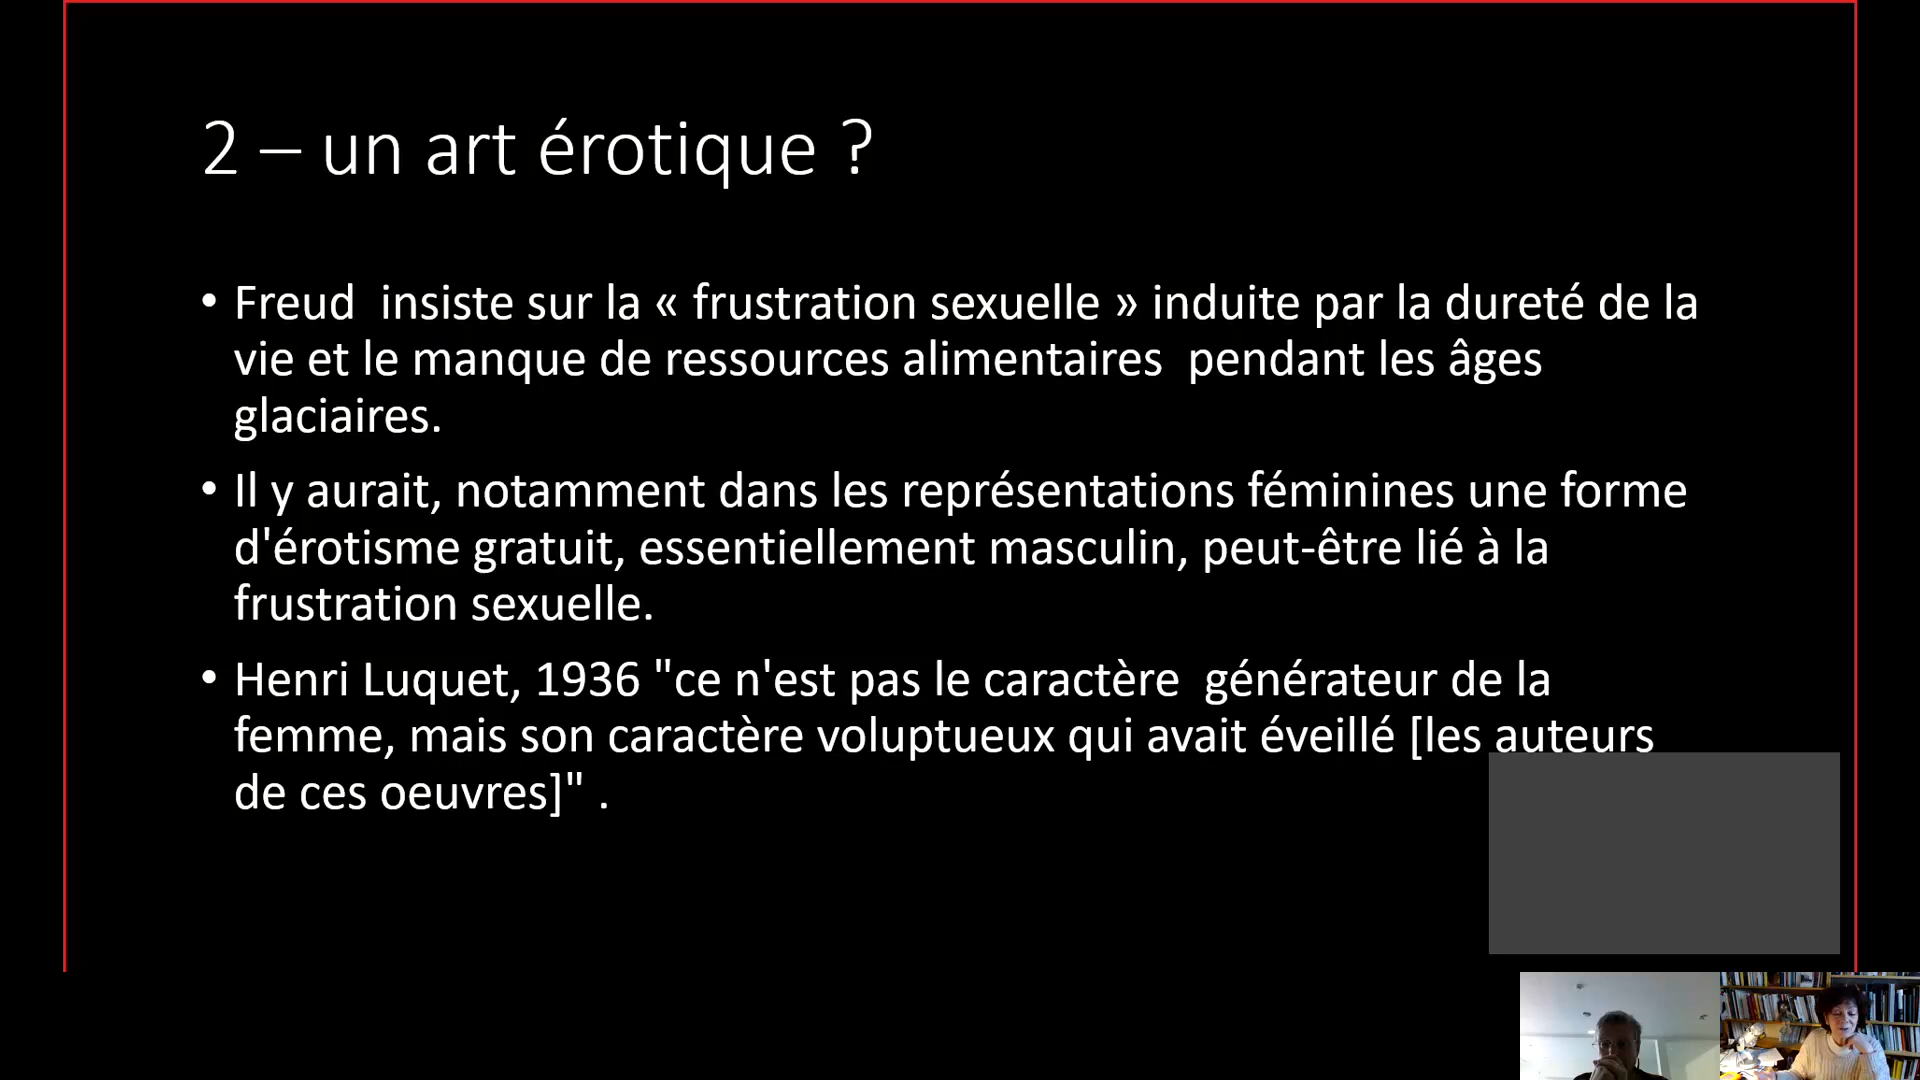 2 – un art érotique ?
• Freud  insiste sur la « frustration sexuelle » induite par la dureté de la
vie et le manque de ressources alimentaires  pendant les âges
glaciaires.
• Il y aurait, notamment dans les représentations féminines une forme
d'érotisme gratuit, essentiellement masculin, peut-être lié à la
frustration sexuelle.
• Henri Luquet, 1936 "ce n'est pas le caractère  générateur de la
femme, mais son caractère voluptueux qui avait éveillé [les auteurs
de ces oeuvres]" .